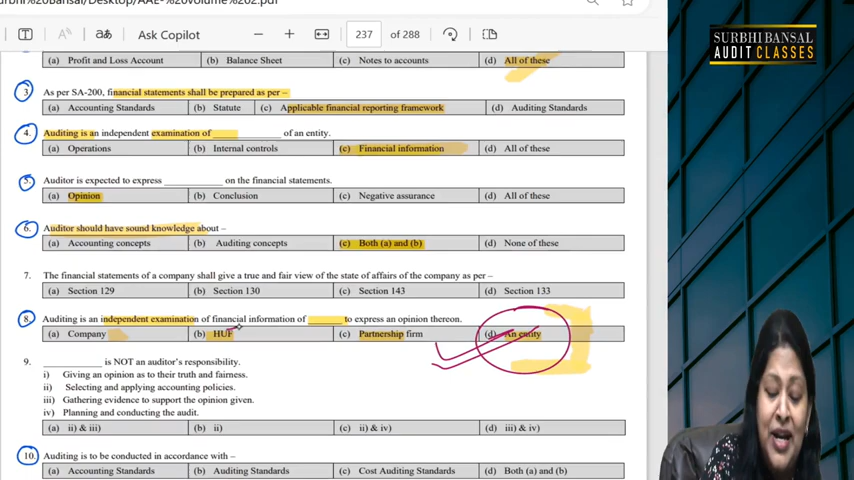 urbhi Bansal/Desktop/AAE-%20Volume%202.pdf
Ask Copilot 237 of 288
SURBHI BANSAL
AUDIT CLASSES
(a) Profit and Loss Account (b) Balance Sheet (c) Notes to accounts (d) All of these
3. As per SA-200, financial statements shall be prepared as per –
(a) Accounting Standards (b) Statute (c) Applicable financial reporting framework (d) Auditing Standards
4. Auditing is an independent examination of ____________ of an entity.
(a) Operations (b) Internal controls (c) Financial information (d) All of these
5. Auditor is expected to express ____________ on the financial statements.
(a) Opinion (b) Conclusion (c) Negative assurance (d) All of these
6. Auditor should have sound knowledge about –
(a) Accounting concepts (b) Auditing concepts (c) Both (a) and (b) (d) None of these
7. The financial statements of a company shall give a true and fair view of the state of affairs of the company as per –
(a) Section 129 (b) Section 130 (c) Section 143 (d) Section 133
8. Auditing is an independent examination of financial information of _______ to express an opinion thereon.
(a) Company (b) HUF (c) Partnership firm (d) An entity
9. ____________ is NOT an auditor's responsibility.
i) Giving an opinion as to their truth and fairness.
ii) Selecting and applying accounting policies.
iii) Gathering evidence to support the opinion given.
iv) Planning and conducting the audit.
(a) ii) & iii) (b) ii) (c) ii) & iv) (d) iii) & iv)
10. Auditing is to be conducted in accordance with –
(a) Accounting Standards (b) Auditing Standards (c) Cost Auditing Standards (d) Both (a) and (b)